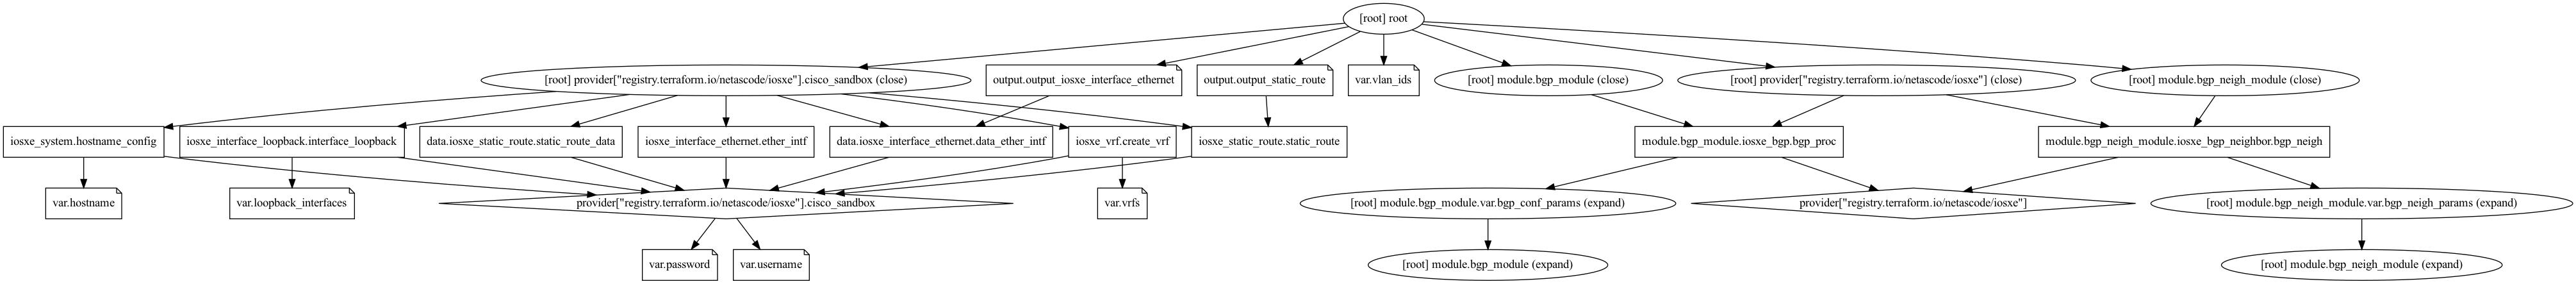 [root] root
[root] provider["registry.terraform.io/netascode/iosxe"].cisco_sandbox (close)
output.output_iosxe_interface_ethernet
output.output_static_route
var.vlan_ids
[root] module.bgp_module (close)
[root] provider["registry.terraform.io/netascode/iosxe"] (close)
[root] module.bgp_neigh_module (close)
iosxe_system.hostname_config
iosxe_interface_loopback.interface_loopback
data.iosxe_static_route.static_route_data
iosxe_interface_ethernet.ether_intf
data.iosxe_interface_ethernet.data_ether_intf
iosxe_vrf.create_vrf
iosxe_static_route.static_route
module.bgp_module.iosxe_bgp.bgp_proc
module.bgp_neigh_module.iosxe_bgp_neighbor.bgp_neigh
var.hostname
var.loopback_interfaces
provider["registry.terraform.io/netascode/iosxe"].cisco_sandbox
var.vrfs
[root] module.bgp_module.var.bgp_conf_params (expand)
provider["registry.terraform.io/netascode/iosxe"]
[root] module.bgp_neigh_module.var.bgp_neigh_params (expand)
var.password
var.username
[root] module.bgp_module (expand)
[root] module.bgp_neigh_module (expand)